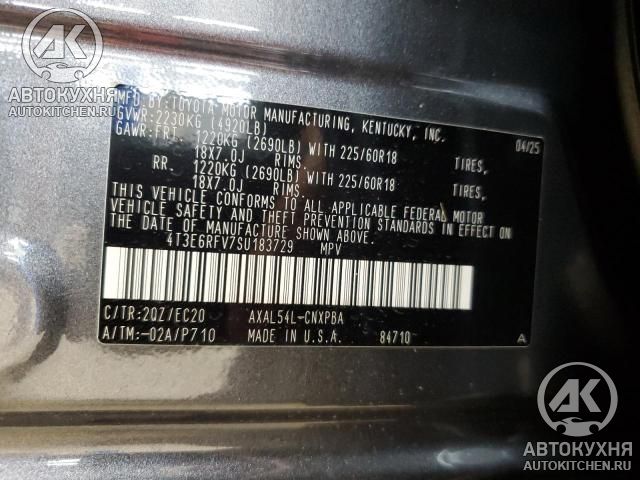 AK
АВТОКУХНЯ
AUTOKITCHEN.RU
MFD. BY: TOYOTA MOTOR MANUFACTURING, KENTUCKY, INC.
GVWR: 2230KG (4920LB) 04/25
GAWR: FRT. 1220KG (2690LB) WITH 225/60R18 TIRES,
18X7.0J RIMS.
RR. 1220KG (2690LB) WITH 225/60R18 TIRES,
18X7.0J RIMS.
THIS VEHICLE CONFORMS TO ALL APPLICABLE FEDERAL MOTOR
VEHICLE SAFETY AND THEFT PREVENTION STANDARDS IN EFFECT ON
THE DATE OF MANUFACTURE SHOWN ABOVE.
4T3E6RFV7SU183729 MPV
C/TR:2QZ/EC20 AXAL54L-CNXPBA
A/TM:-02A/P710 MADE IN U.S.A. 84710 A
AK
АВТОКУХНЯ
AUTOKITCHEN.RU